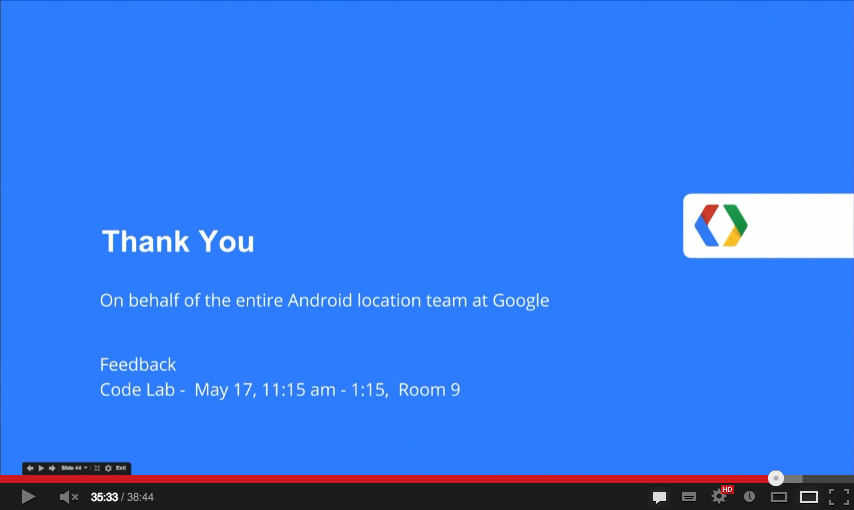 Thank You
On behalf of the entire Android location team at Google
Feedback
Code Lab - May 17, 11:15 am - 1:15, Room 9
Slide 44 Exit
35:33 / 38:44
HD